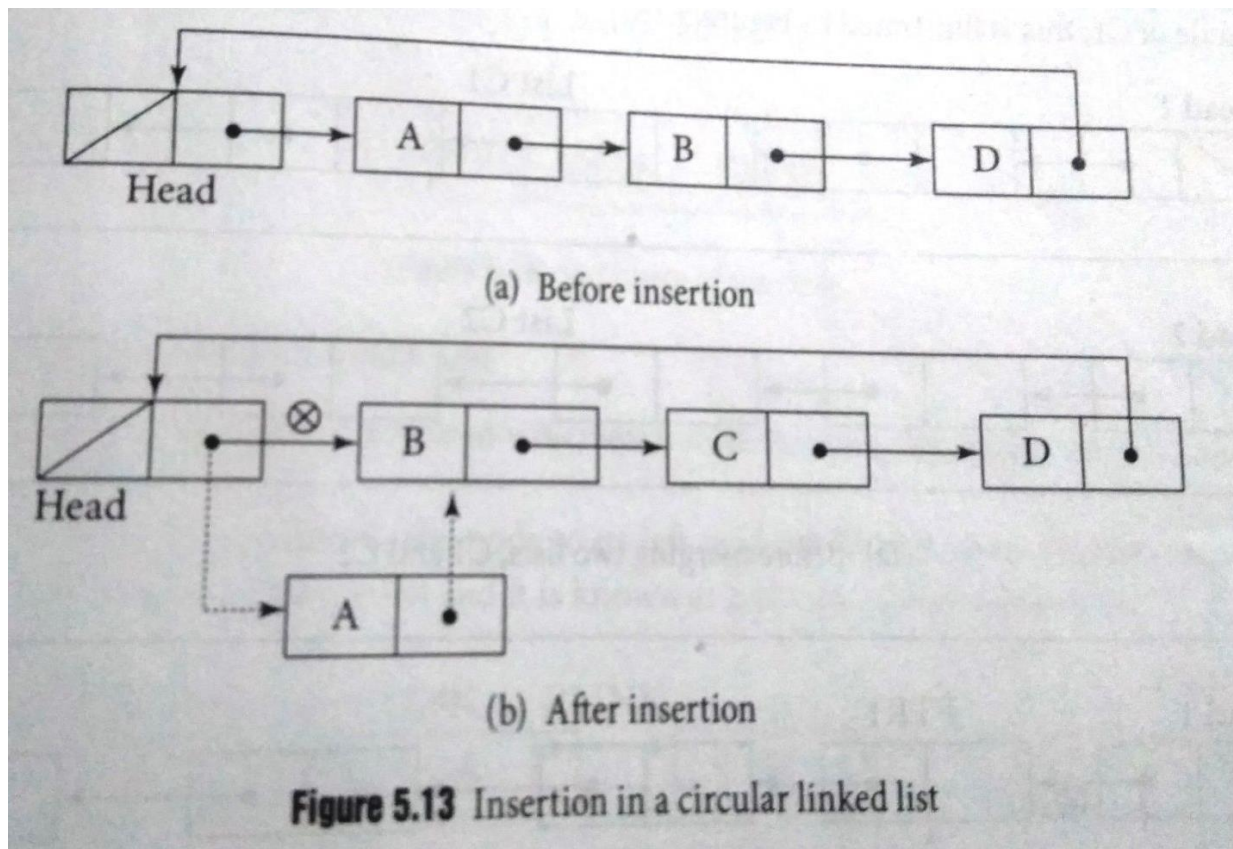 A B D
Head
(a) Before insertion
B C D
Head
A
(b) After insertion
Figure 5.13 Insertion in a circular linked list